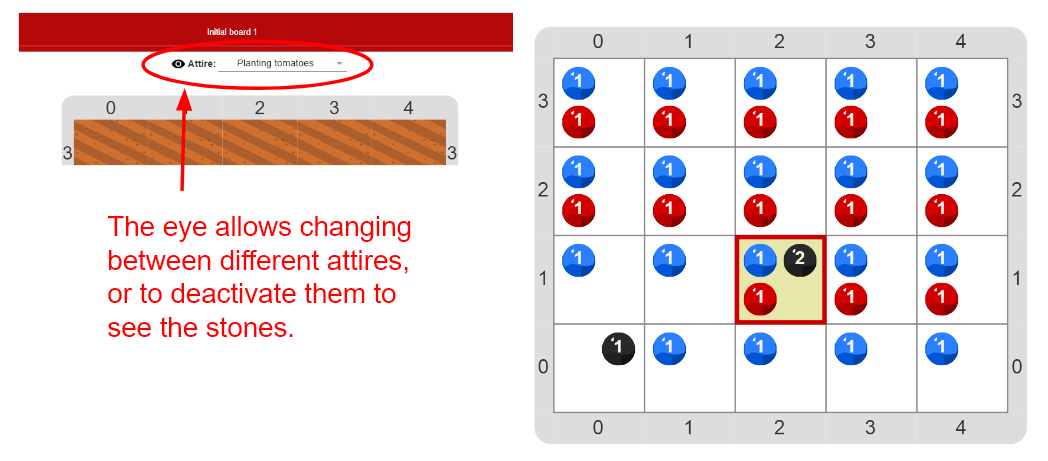 Initial board 1
Attire: Planting tomatoes
0 2 3 4
3 3
The eye allows changing
between different attires,
or to deactivate them to
see the stones.
0 1 2 3 4
3 1 1 1 1 1 3
1 1 1 1 1
2 1 1 1 1 1 2
1 1 1 1 1
1 1 1 1 2 1 1 1
1 1 1
0 1 1 1 1 1 0
0 1 2 3 4